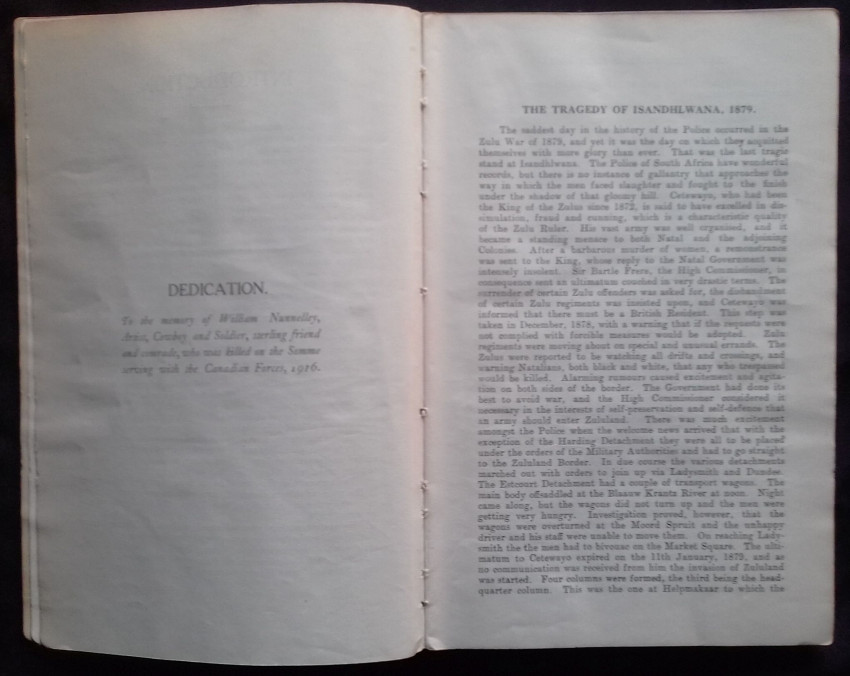 DEDICATION.
To the memory of William Nunnelley,
Artist, Cowboy and Soldier, sterling friend
and comrade, who was killed on the Somme
serving with the Canadian Forces, 1916.
THE TRAGEDY OF ISANDHLWANA, 1879.
The saddest day in the history of the Police occurred in the
Zulu War of 1879, and yet it was the day on which they acquitted
themselves with more glory than ever. That was the last tragic
stand at Isandhlwana. The Police of South Africa have wonderful
records, but there is no instance of gallantry that approaches the
way in which the men faced slaughter and fought to the finish
under the shadow of that gloomy hill. Cetewayo, who had been
the King of the Zulus since 1872, is said to have excelled in dis-
simulation, fraud and cunning, which is a characteristic quality
of the Zulu Ruler. His vast army was well organised, and it
became a standing menace to both Natal and the adjoining
Colonies. After a barbarous murder of women, a remonstrance
was sent to the King, whose reply to the Natal Government was
intensely insolent. Sir Bartle Frere, the High Commissioner, in
consequence sent an ultimatum couched in very drastic terms. The
surrender of certain Zulu offenders was asked for, the disbandment
of certain Zulu regiments was insisted upon, and Cetewayo was
informed that there must be a British Resident. This step was
taken in December, 1878, with a warning that if the requests were
not complied with forcible measures would be adopted. Zulu
regiments were moving about on special and unusual errands. The
Zulus were reported to be watching all drifts and crossings, and
warning Natalians, both black and white, that any who trespassed
would be killed. Alarming rumours caused excitement and agita-
tion on both sides of the border. The Government had done its
best to avoid war, and the High Commissioner considered it
necessary in the interests of self-preservation and self-defence that
an army should enter Zululand. There was much excitement
amongst the Police when the welcome news arrived that with the
exception of the Harding Detachment they were all to be placed
under the orders of the Military Authorities and had to go straight
to the Zululand Border. In due course the various detachments
marched out with orders to join up via Ladysmith and Dundee.
The Estcourt Detachment had a couple of transport wagons. The
main body offsaddled at the Blaauw Krantz River at noon. Night
came along, but the wagons did not turn up and the men were
getting very hungry. Investigation proved, however, that the
wagons were overturned at the Moord Spruit and the unhappy
driver and his staff were unable to move them. On reaching Lady-
smith the the men had to bivouac on the Market Square. The ulti-
matum to Cetewayo expired on the 11th January, 1879, and as
no communication was received from him the invasion of Zululand
was started. Four columns were formed, the third being the head-
quarter column. This was the one at Helpmakaar to which the